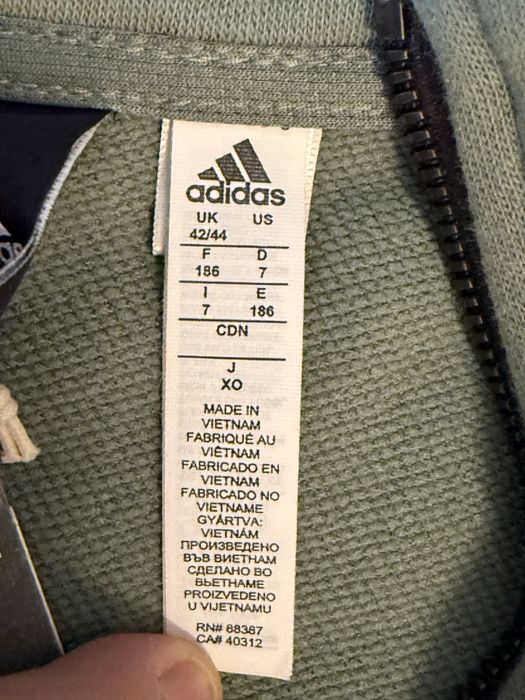 adidas
UK US
42/44
F D
186 7
I E
7 186
CDN
J
XO
MADE IN
VIETNAM
FABRIQUÉ AU
VIÊTNAM
FABRICADO EN
VIETNAM
FABRICADO NO
VIETNAME
GYÁRTVA:
VIETNÁM
ПРОИЗВЕДЕНО
ВЪВ ВИЕТНАМ
СДЕЛАНО ВО
ВЬЕТНАМЕ
PROIZVEDENO
U VIJETNAMU
RN# 88387
CA# 40312